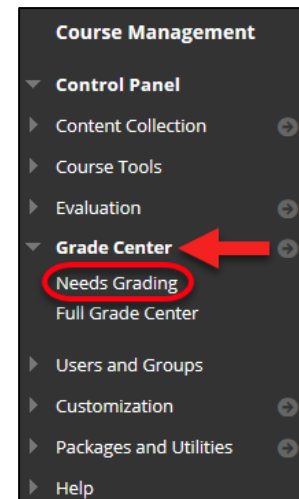 Course Management
Control Panel
Content Collection
Course Tools
Evaluation
Grade Center
Needs Grading
Full Grade Center
Users and Groups
Customization
Packages and Utilities
Help